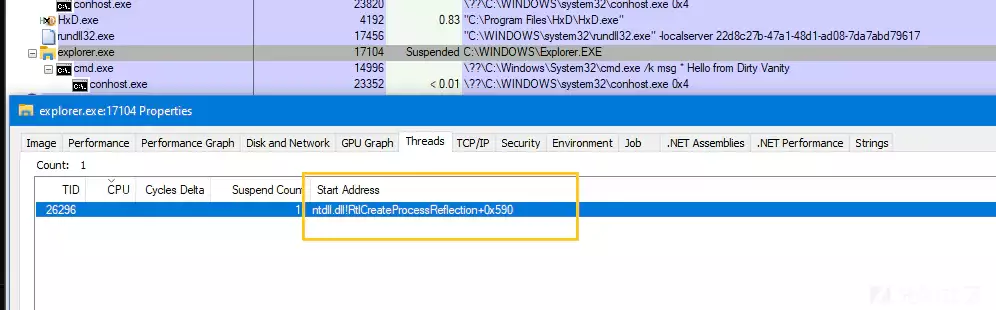 conhost.exe 23820 \??\C:\WINDOWS\system32\conhost.exe 0x4
HxD.exe 4192 0.83 "C:\Program Files\HxD\HxD.exe"
rundll32.exe 17456 "C:\WINDOWS\system32\rundll32.exe" -localserver 22d8c27b-47a1-48d1-ad08-7da7abd79617
explorer.exe 17104 Suspended C:\WINDOWS\Explorer.EXE
cmd.exe 14996 \??\C:\Windows\System32\cmd.exe /k msg * Hello from Dirty Vanity
conhost.exe 23352 < 0.01 \??\C:\WINDOWS\system32\conhost.exe 0x4
explorer.exe:17104 Properties
Image Performance Performance Graph Disk and Network GPU Graph Threads TCP/IP Security Environment Job .NET Assemblies .NET Performance Strings
Count: 1
TID CPU Cycles Delta Suspend Count Start Address
26296 1 ntdll.dll!RtlCreateProcessReflection+0x590